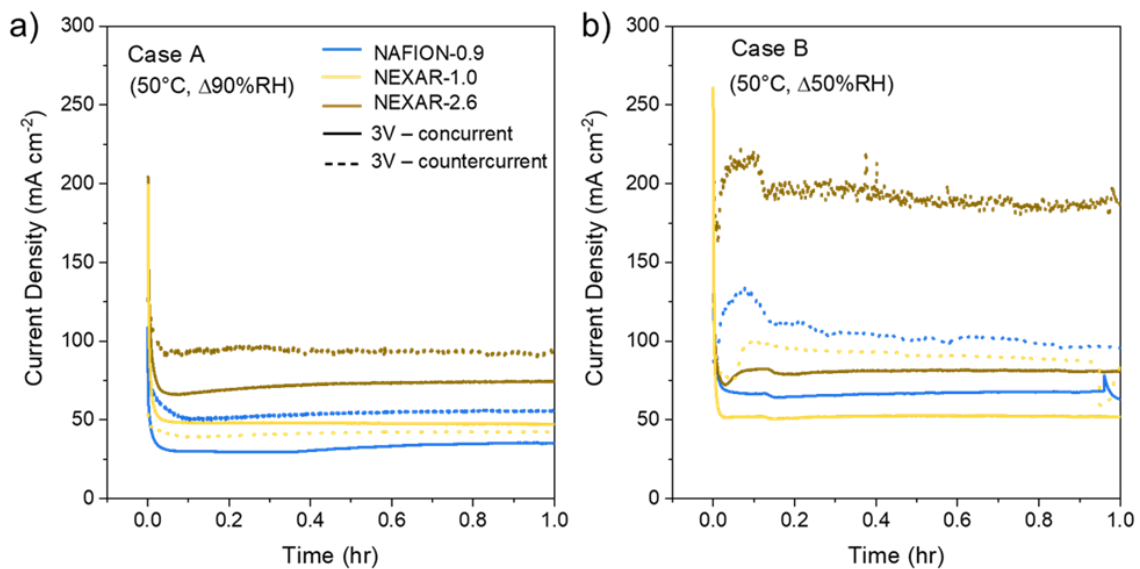 a)
Case A
(50°C, Δ90%RH)
NAFION-0.9
NEXAR-1.0
NEXAR-2.6
3V – concurrent
3V – countercurrent
Current Density (mA cm-2)
300
250
200
150
100
50
0
0.0 0.2 0.4 0.6 0.8 1.0
Time (hr)
b)
Case B
(50°C, Δ50%RH)
Current Density (mA cm-2)
300
250
200
150
100
50
0
0.0 0.2 0.4 0.6 0.8 1.0
Time (hr)